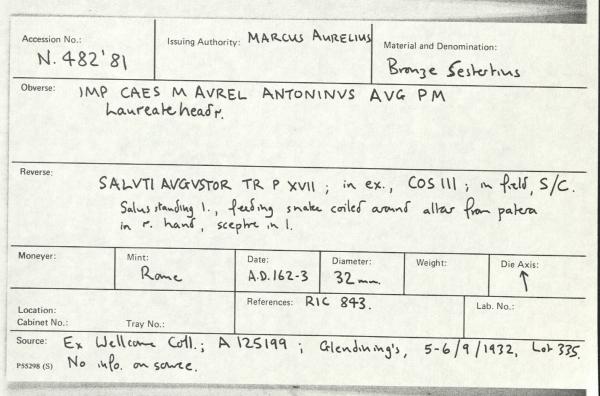 Accession No.: N. 482'81
Issuing Authority: MARCUS AURELIUS
Material and Denomination: Bronze Sestertius
Obverse: IMP CAES M AVREL ANTONINVS AVG PM
Laureate head r.
Reverse:
SALVTI AVGVSTOR TR P XVII ; in ex., COS III ; in field, S/C.
Salus standing l., feeding snake coiled around altar from patera
in r. hand, sceptre in l.
Moneyer:
Mint: Rome
Date: A.D. 162-3
Diameter: 32 mm.
Weight:
Die Axis: ↑
Location:
Cabinet No.: Tray No.:
References: RIC 843.
Lab. No.:
Source: Ex Wellcome Coll.; A 125199 ; Glendining's, 5-6/9/1932, Lot 335.
P55298 (S) No info. on source.